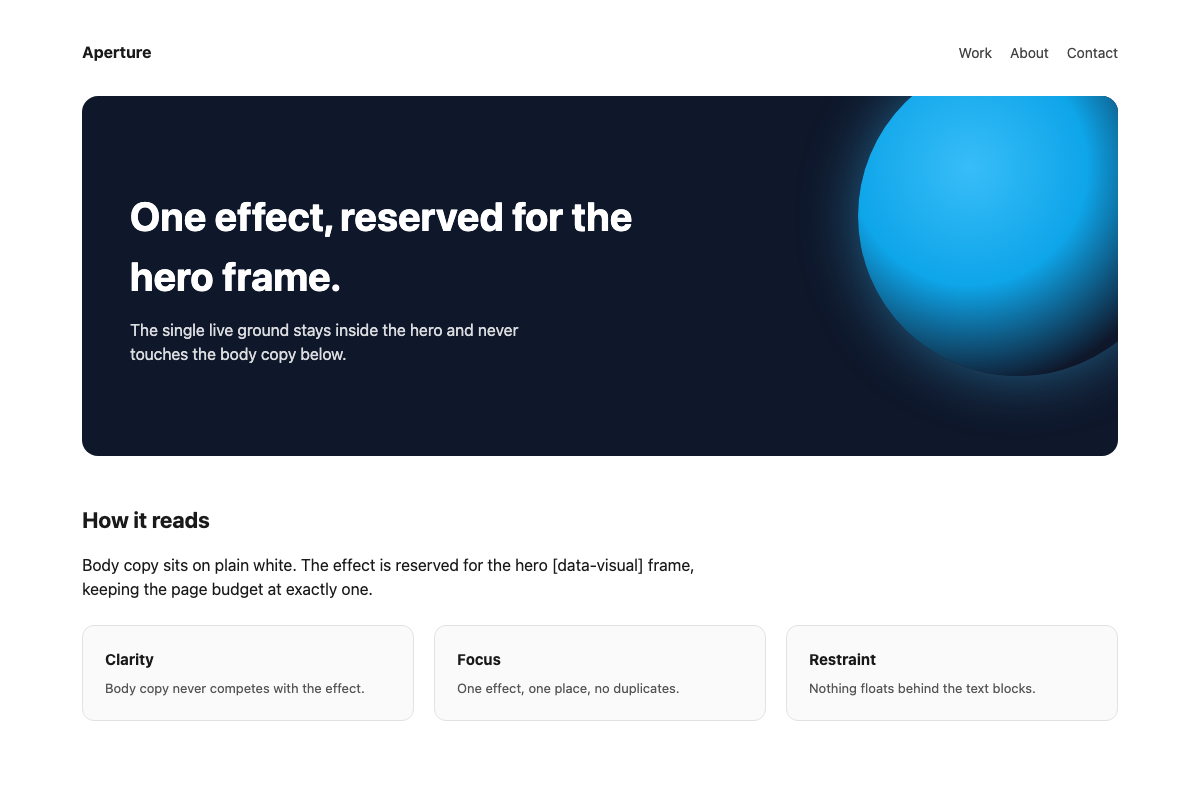 Aperture
Work About Contact
One effect, reserved for the
hero frame.
The single live ground stays inside the hero and never
touches the body copy below.
How it reads
Body copy sits on plain white. The effect is reserved for the hero [data-visual] frame,
keeping the page budget at exactly one.
Clarity
Body copy never competes with the effect.
Focus
One effect, one place, no duplicates.
Restraint
Nothing floats behind the text blocks.